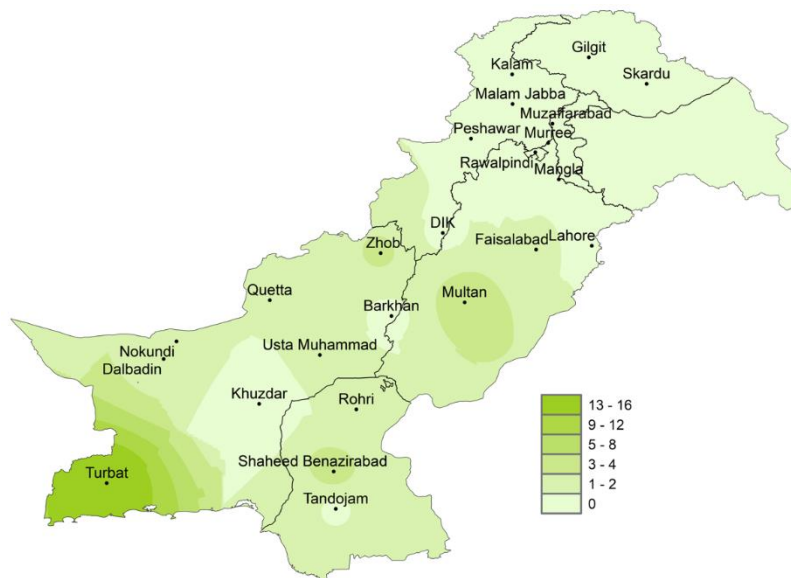 Gilgit
Kalam
Skardu
Malam Jabba
Muzaffarabad
Peshawar
Murree
Rawalpindi
Mangla
DIK
Zhob
Faisalabad
Lahore
Quetta
Multan
Barkhan
Nokundi
Usta Muhammad
Dalbadin
Khuzdar
Rohri
Shaheed Benazirabad
Turbat
Tandojam
13 - 16
9 - 12
5 - 8
3 - 4
1 - 2
0